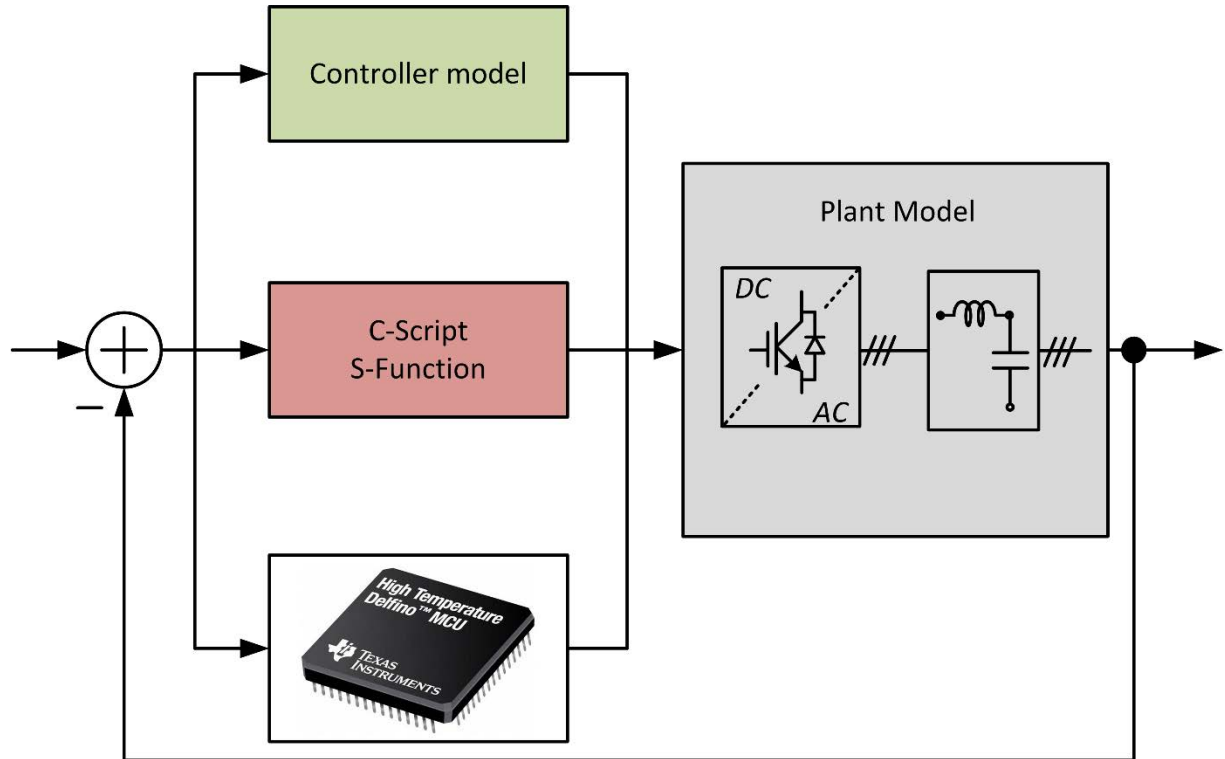 Controller model
Plant Model
DC
AC
C-Script
S-Function
High Temperature
Delfino™ MCU
TEXAS
INSTRUMENTS